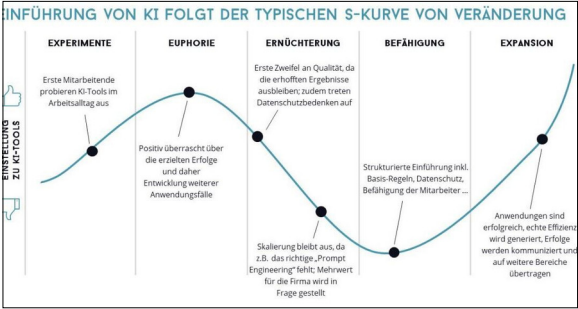 EINFÜHRUNG VON KI FOLGT DER TYPISCHEN S-KURVE VON VERÄNDERUNG
EXPERIMENTE
EUPHORIE
ERNÜCHTERUNG
BEFÄHIGUNG
EXPANSION
EINSTELLUNG
ZU KI-TOOLS
Erste Mitarbeitende
probieren KI-Tools im
Arbeitsalltag aus
Positiv überrascht über
die erzielten Erfolge
und daher
Entwicklung weiterer
Anwendungsfälle
Erste Zweifel an Qualität, da
die erhofften Ergebnisse
ausbleiben; zudem treten
Datenschutzbedenken auf
Skalierung bleibt aus, da
z.B. das richtige „Prompt
Engineering" fehlt; Mehrwert
für die Firma wird in
Frage gestellt
Strukturierte Einführung inkl.
Basis-Regeln, Datenschutz,
Befähigung der Mitarbeiter ...
Anwendungen sind
erfolgreich, echte Effizienz
wird generiert, Erfolge
werden kommuniziert und
auf weitere Bereiche
übertragen